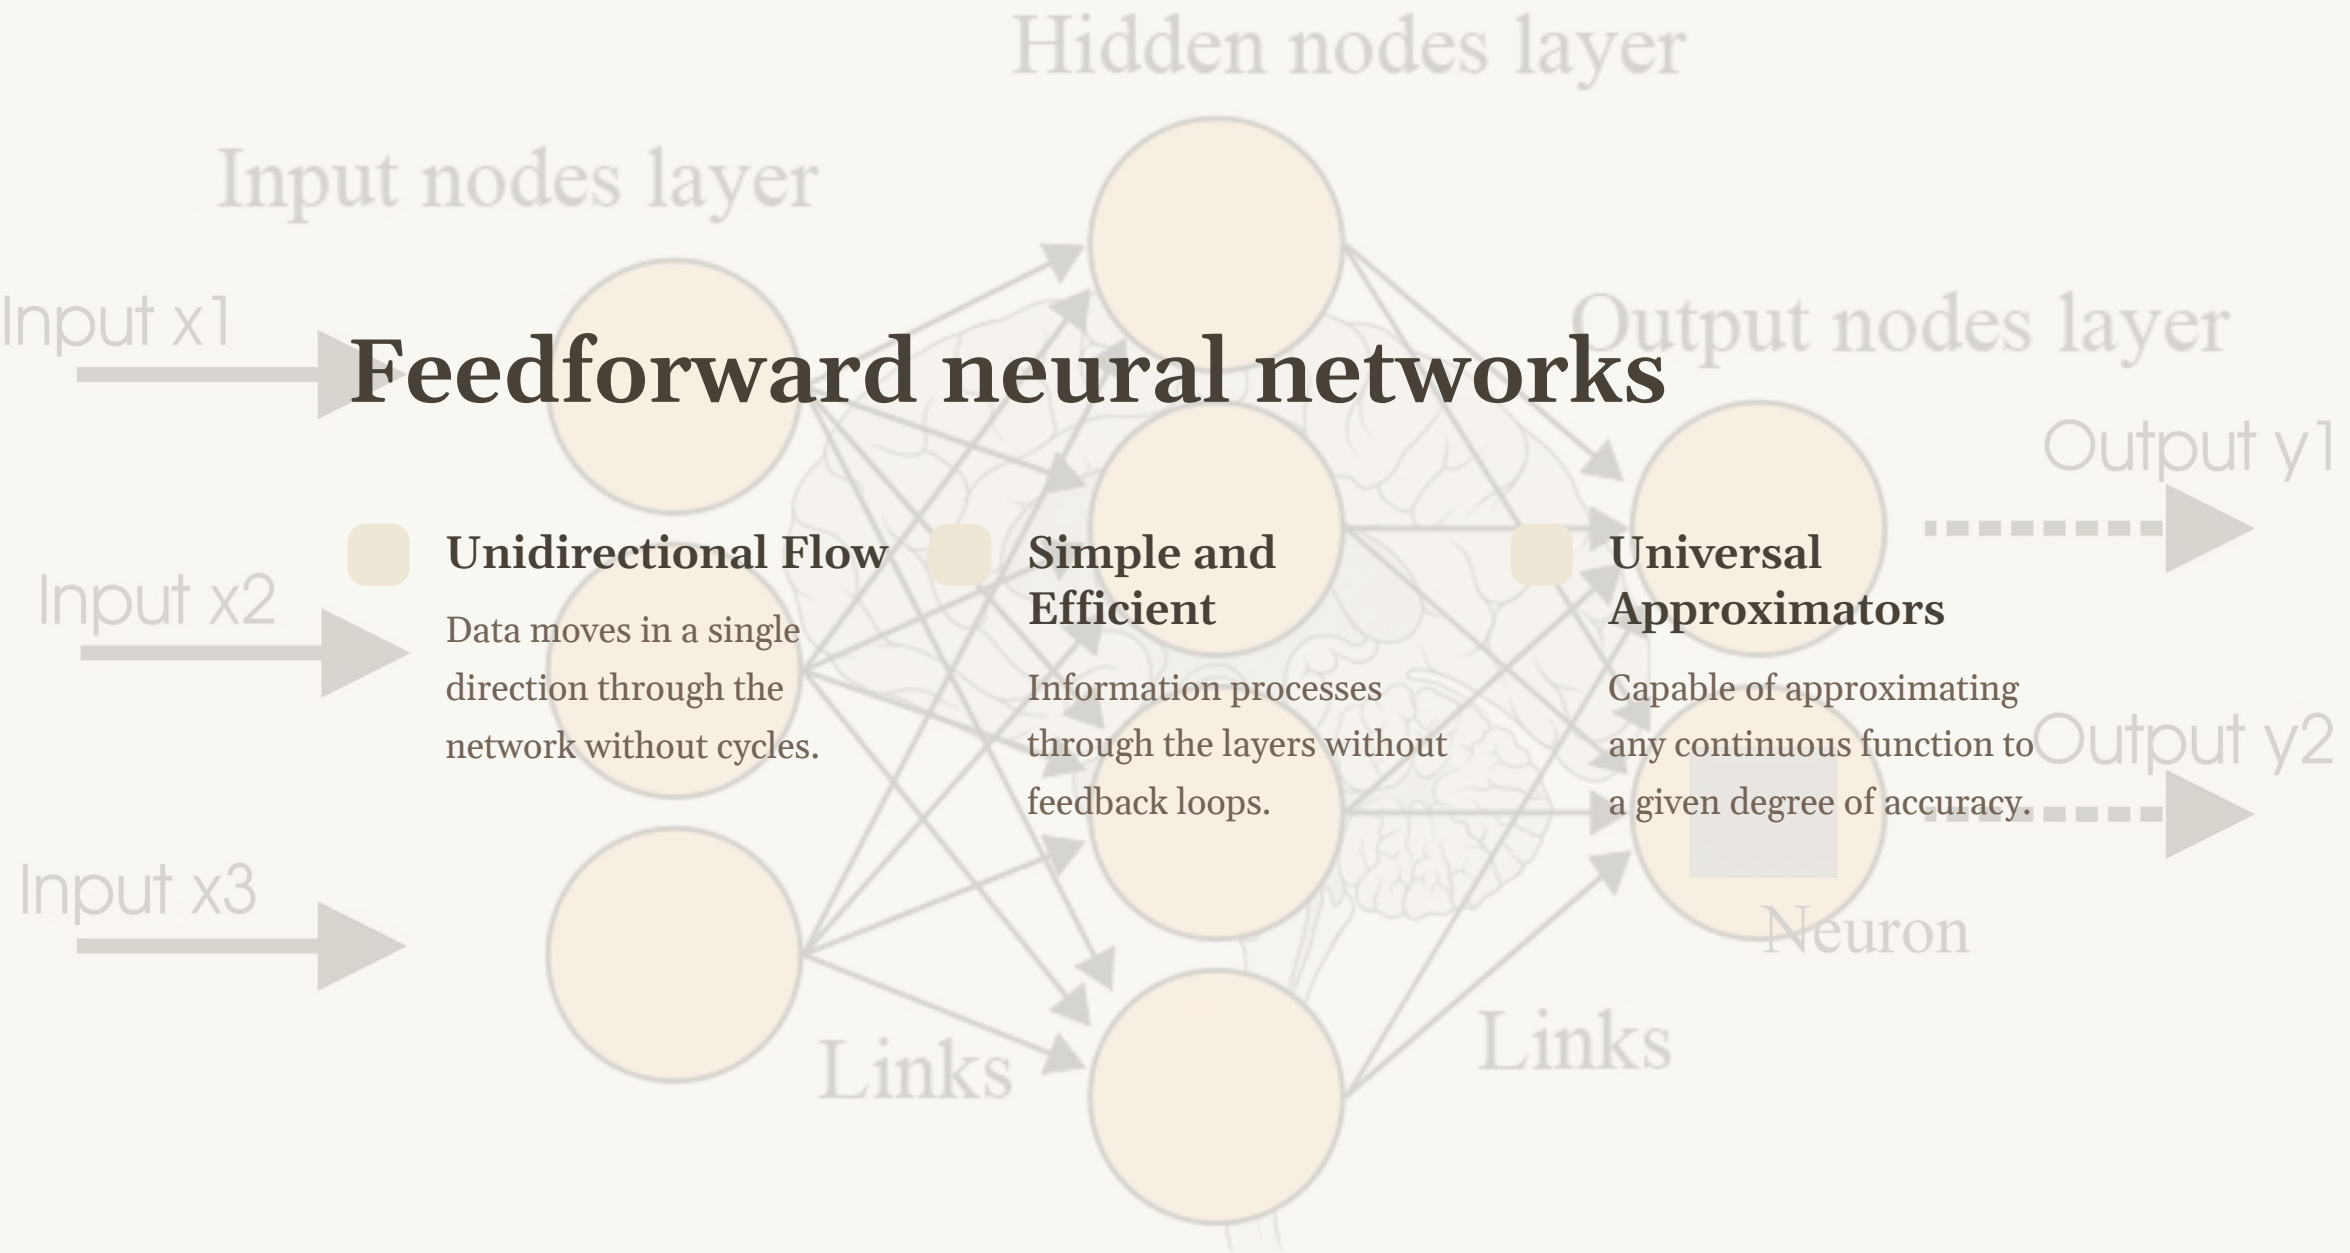 Hidden nodes layer
Input nodes layer
Input x1
Output nodes layer
Feedforward neural networks
Output y1
Unidirectional Flow
Data moves in a single
direction through the
network without cycles.
Simple and
Efficient
Information processes
through the layers without
feedback loops.
Universal
Approximators
Capable of approximating
any continuous function to
a given degree of accuracy.
Input x2
Output y2
Input x3
Neuron
Links
Links